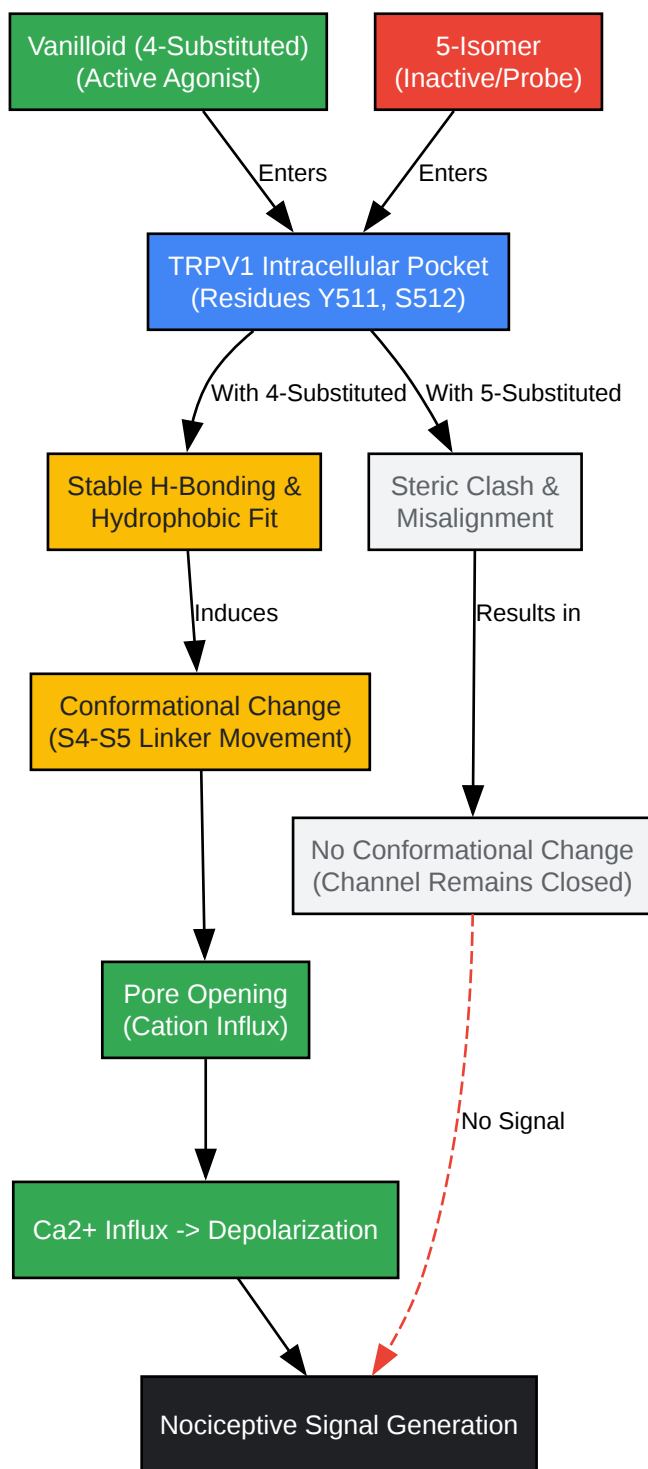 Vanilloid (4-Substituted)
(Active Agonist)
5-Isomer
(Inactive/Probe)
Enters
Enters
TRPV1 Intracellular Pocket
(Residues Y511, S512)
With 4-Substituted
With 5-Substituted
Stable H-Bonding &
Hydrophobic Fit
Steric Clash &
Misalignment
Induces
Results in
Conformational Change
(S4-S5 Linker Movement)
No Conformational Change
(Channel Remains Closed)
Pore Opening
(Cation Influx)
No Signal
Ca2+ Influx -> Depolarization
Nociceptive Signal Generation